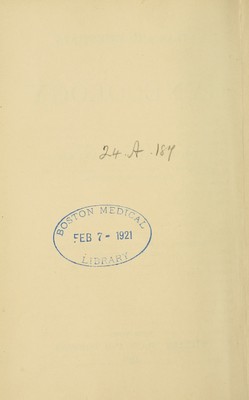 24.A.187
BOSTON MEDICAL
FEB 7- 1921
LIBRARY